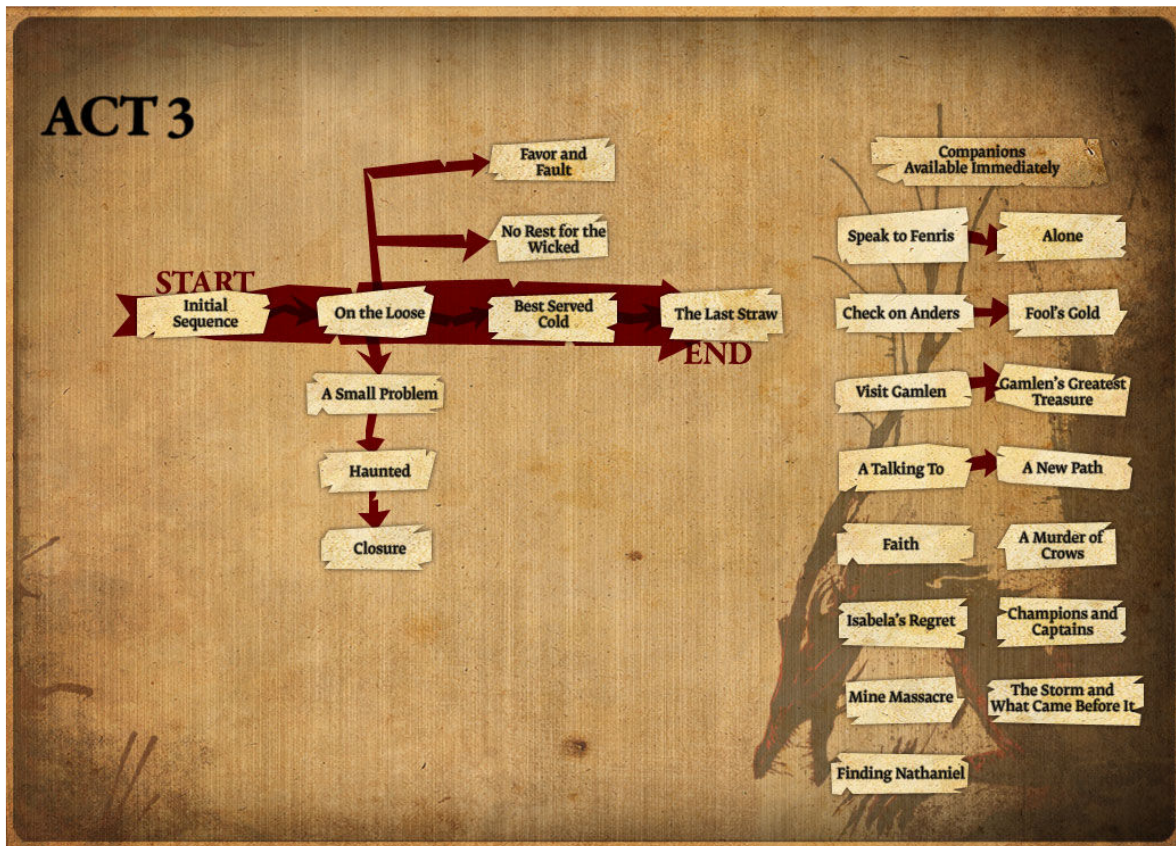 ACT 3
Favor and
Fault
No Rest for the
Wicked
START
Initial
Sequence
On the Loose
Best Served
Cold
The Last Straw
END
A Small Problem
Haunted
Closure
Companions
Available Immediately
Speak to Fenris
Alone
Check on Anders
Fool's Gold
Visit Gamlen
Gamlen's Greatest
Treasure
A Talking To
A New Path
Faith
A Murder of
Crows
Isabela's Regret
Champions and
Captains
Mine Massacre
The Storm and
What Came Before It
Finding Nathaniel